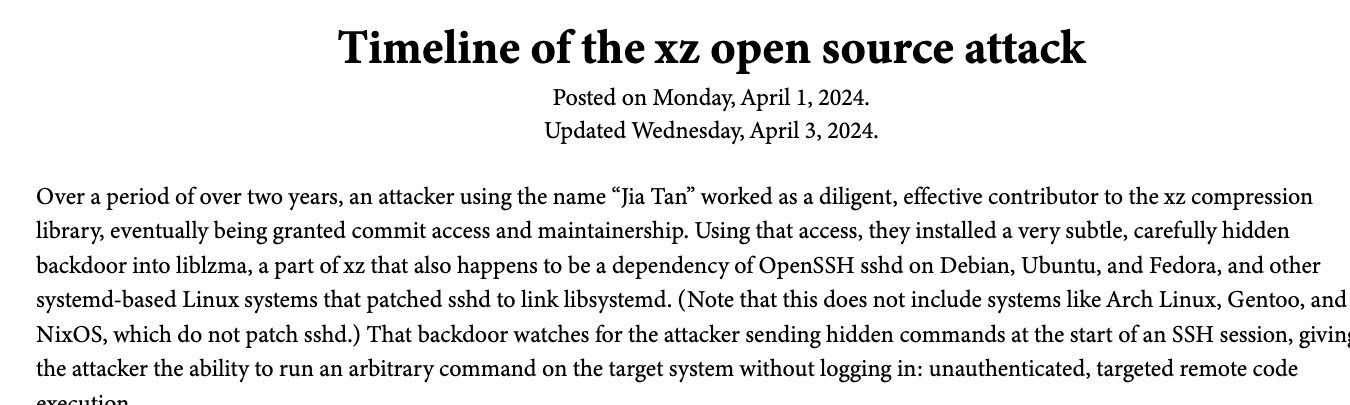 Timeline of the xz open source attack
Posted on Monday, April 1, 2024.
Updated Wednesday, April 3, 2024.
Over a period of over two years, an attacker using the name “Jia Tan” worked as a diligent, effective contributor to the xz compression
library, eventually being granted commit access and maintainership. Using that access, they installed a very subtle, carefully hidden
backdoor into liblzma, a part of xz that also happens to be a dependency of OpenSSH sshd on Debian, Ubuntu, and Fedora, and other
systemd-based Linux systems that patched sshd to link libsystemd. (Note that this does not include systems like Arch Linux, Gentoo, and
NixOS, which do not patch sshd.) That backdoor watches for the attacker sending hidden commands at the start of an SSH session, giving
the attacker the ability to run an arbitrary command on the target system without logging in: unauthenticated, targeted remote code
execution.